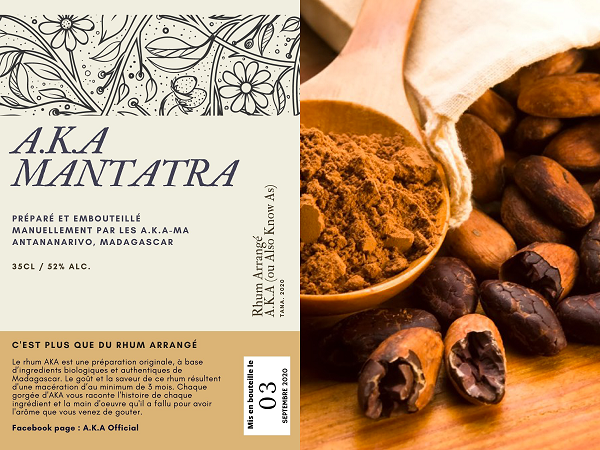 A.K.A
MANTATRA
PRÉPARÉ ET EMBOUTEILLÉ
MANUELLEMENT PAR LES A.K.A-MA
ANTANANARIVO, MADAGASCAR
35CL / 52% ALC.
Rhum Arrangé
A.K.A (ou Also Know As)
TANA. 2020
C'EST PLUS QUE DU RHUM ARRANGÉ
Le rhum AKA est une préparation originale, à base
d'ingredients biologiques et authentiques de
Madagascar. Le goût et la saveur de ce rhum résultent
d'une macération d'au minimum de 3 mois. Chaque
gorgée d'AKA vous raconte l'histoire de chaque
ingrédient et la main d'oeuvre qu'il a fallu pour avoir
l'arôme que vous venez de gouter.
Facebook page : A.K.A Official
Mis en bouteille le
03
SEPTEMBRE 2020